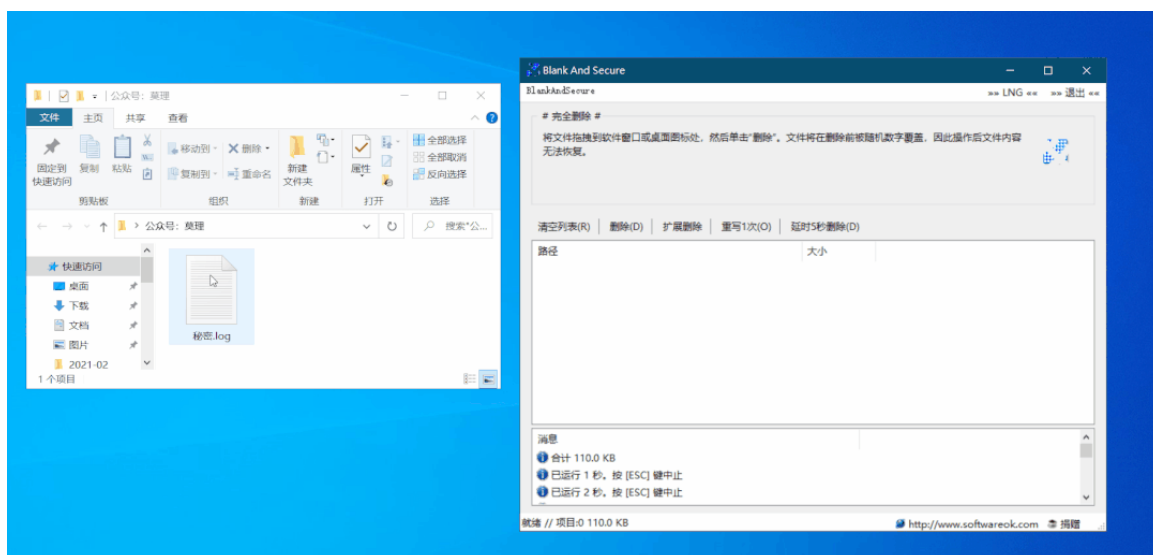 公众号：莫理
文件 主页 共享 查看
固定到
快速访问
复制
粘贴
移动到
复制到
删除
重命名
新建
文件夹
属性
全部选择
全部取消
反向选择
剪贴板 组织 新建 打开 选择
公众号：莫理
搜索"公...
快速访问
桌面
下载
文档
图片
2021-02
秘密.log
1 个项目
Blank And Secure
BlankAndSecure
»» LNG «« »» 退出 ««
# 完全删除 #
将文件拖拽到软件窗口或桌面图标处，然后单击"删除"。文件将在删除前被随机数字覆盖，因此操作后文件内容
无法恢复。
清空列表(R) 删除(D) 扩展删除 重写1次(O) 延时5秒删除(D)
路径 大小
消息
合计 110.0 KB
已运行 1 秒，按 [ESC] 键中止
已运行 2 秒，按 [ESC] 键中止
就绪 // 项目:0 110.0 KB
http://www.softwareok.com 捐赠